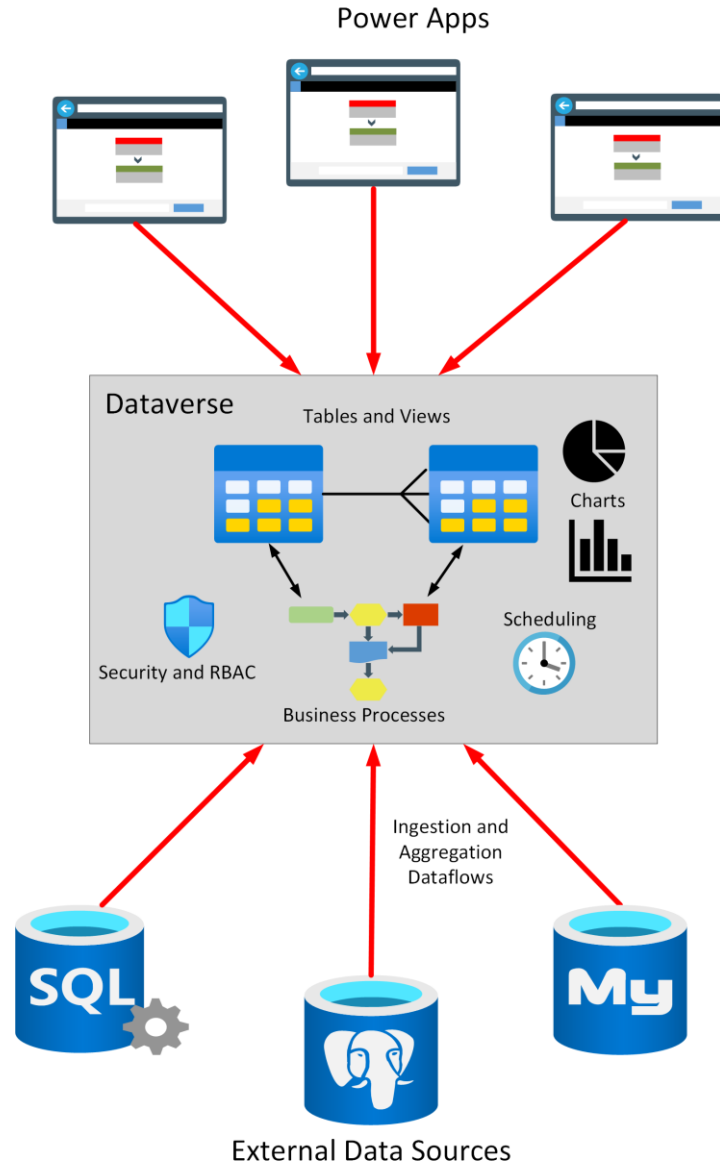 Power Apps
Dataverse
Tables and Views
Charts
Scheduling
Security and RBAC
Business Processes
Ingestion and
Aggregation
Dataflows
SQL
My
External Data Sources